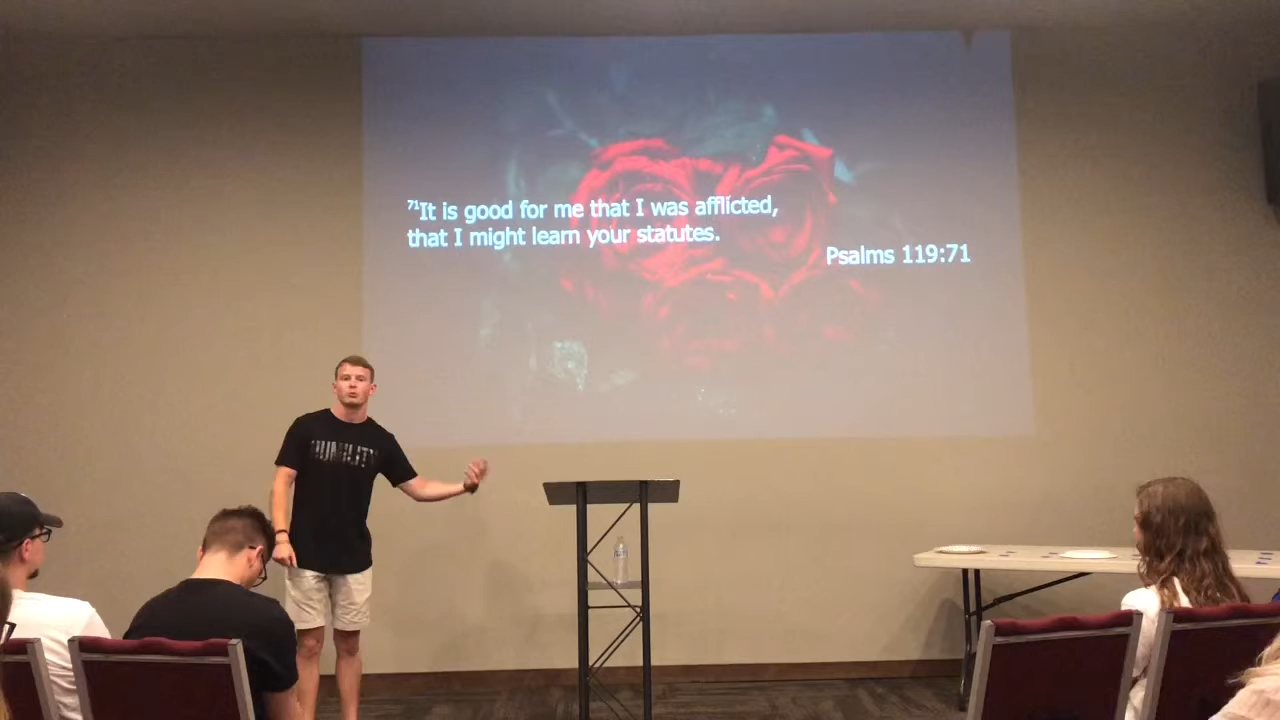 ⁷¹It is good for me that I was afflicted,
that I might learn your statutes.
Psalms 119:71
HUMILITY